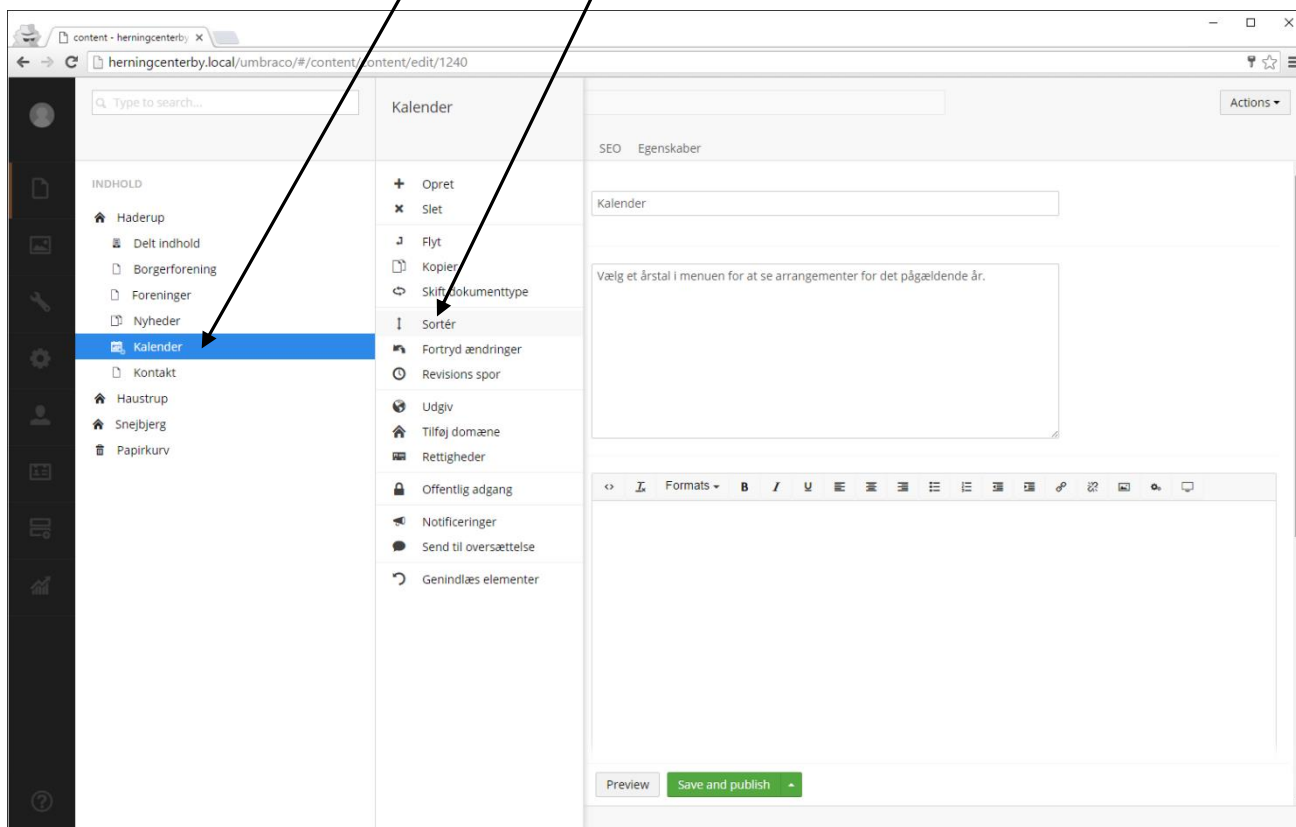 content - herningcenterby
herningcenterby.local/umbraco/#/content/content/edit/1240
Type to search...
Kalender
Actions
SEO Egenskaber
INDHOLD
Haderup
Delt indhold
Borgerforening
Foreninger
Nyheder
Kalender
Kontakt
Haustrup
Snejbjerg
Papirkurv
Opret
Slet
Flyt
Kopier
Skift dokumenttype
Sortér
Fortryd ændringer
Revisions spor
Udgiv
Tilføj domæne
Rettigheder
Offentlig adgang
Notificeringer
Send til oversættelse
Genindlæs elementer
Kalender
Vælg et årstal i menuen for at se arrangementer for det pågældende år.
Formats B I U
Preview Save and publish